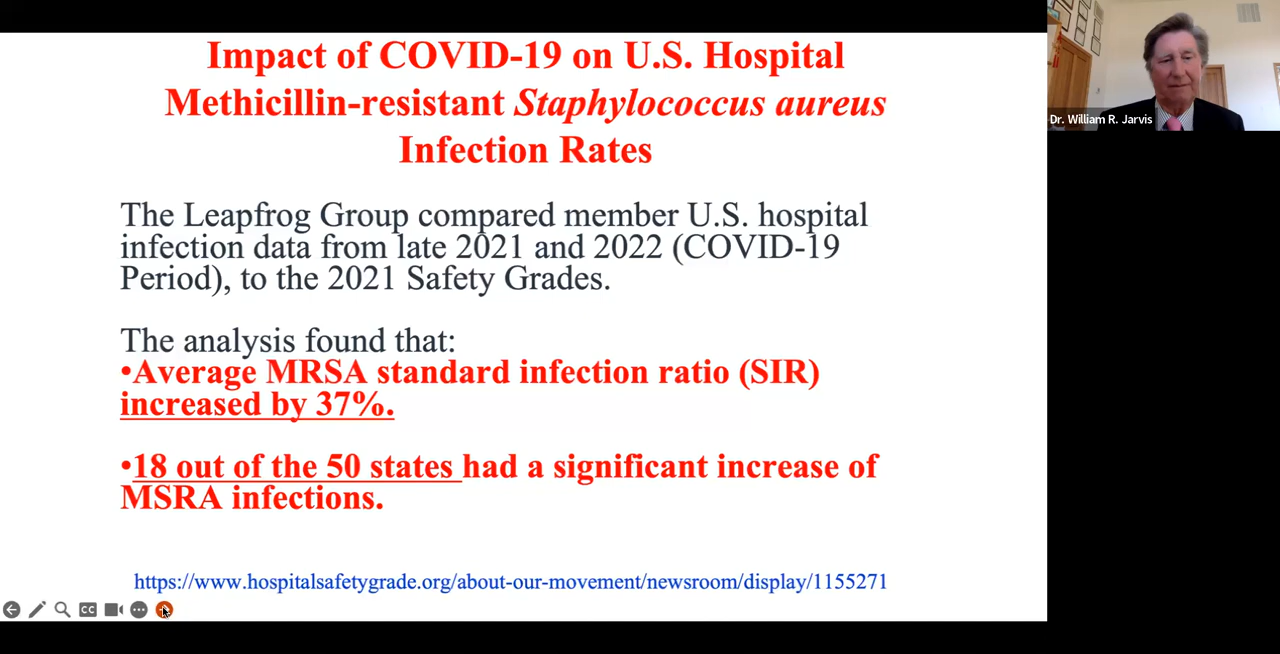 Impact of COVID-19 on U.S. Hospital
Methicillin-resistant Staphylococcus aureus
Infection Rates
Dr. William R. Jarvis
The Leapfrog Group compared member U.S. hospital
infection data from late 2021 and 2022 (COVID-19
Period), to the 2021 Safety Grades.
The analysis found that:
•Average MRSA standard infection ratio (SIR)
increased by 37%.
•18 out of the 50 states had a significant increase of
MSRA infections.
https://www.hospitalsafetygrade.org/about-our-movement/newsroom/display/1155271
CC